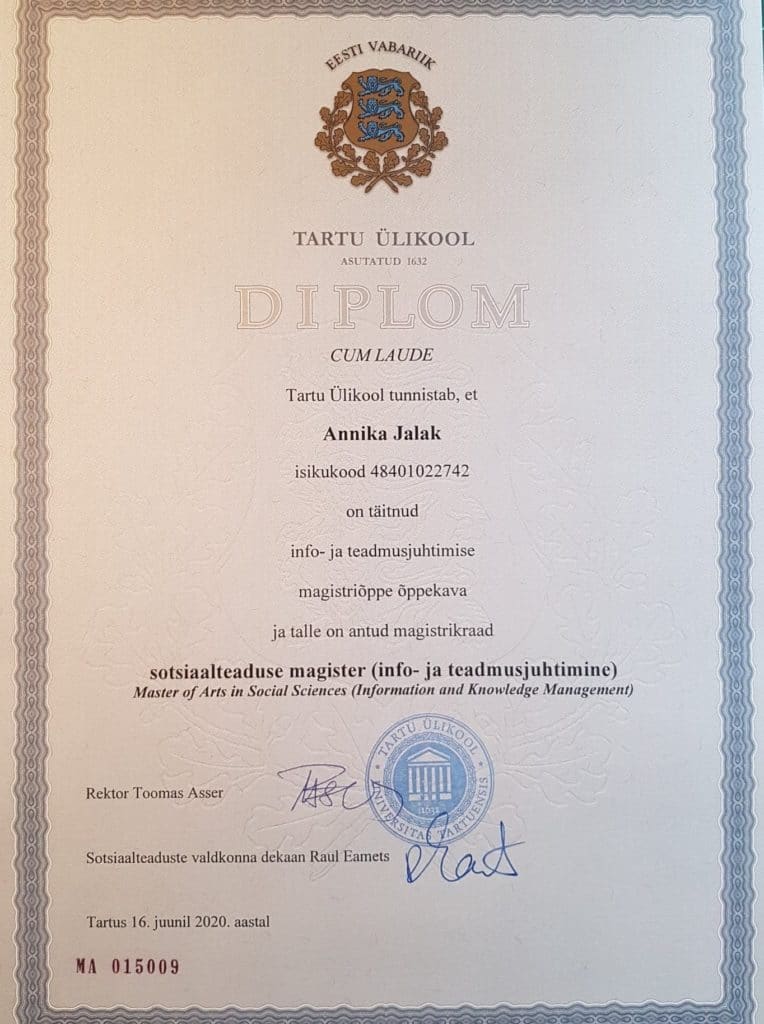 EESTI VABARIIK
TARTU ÜLIKOOL
ASUTATUD 1632
DIPLOM
CUM LAUDE
Tartu Ülikool tunnistab, et
Annika Jalak
isikukood 48401022742
on täitnud
info- ja teadmusjuhtimise
magistriõppe õppekava
ja talle on antud magistrikraad
sotsiaalteaduse magister (info- ja teadmusjuhtimine)
Master of Arts in Social Sciences (Information and Knowledge Management)
TARTU ÜLIKOOL
UNIVERSITAS TARTUENSIS
1632
Rektor Toomas Asser
Sotsiaalteaduste valdkonna dekaan Raul Eamets
Tartus 16. juunil 2020. aastal
MA 015009